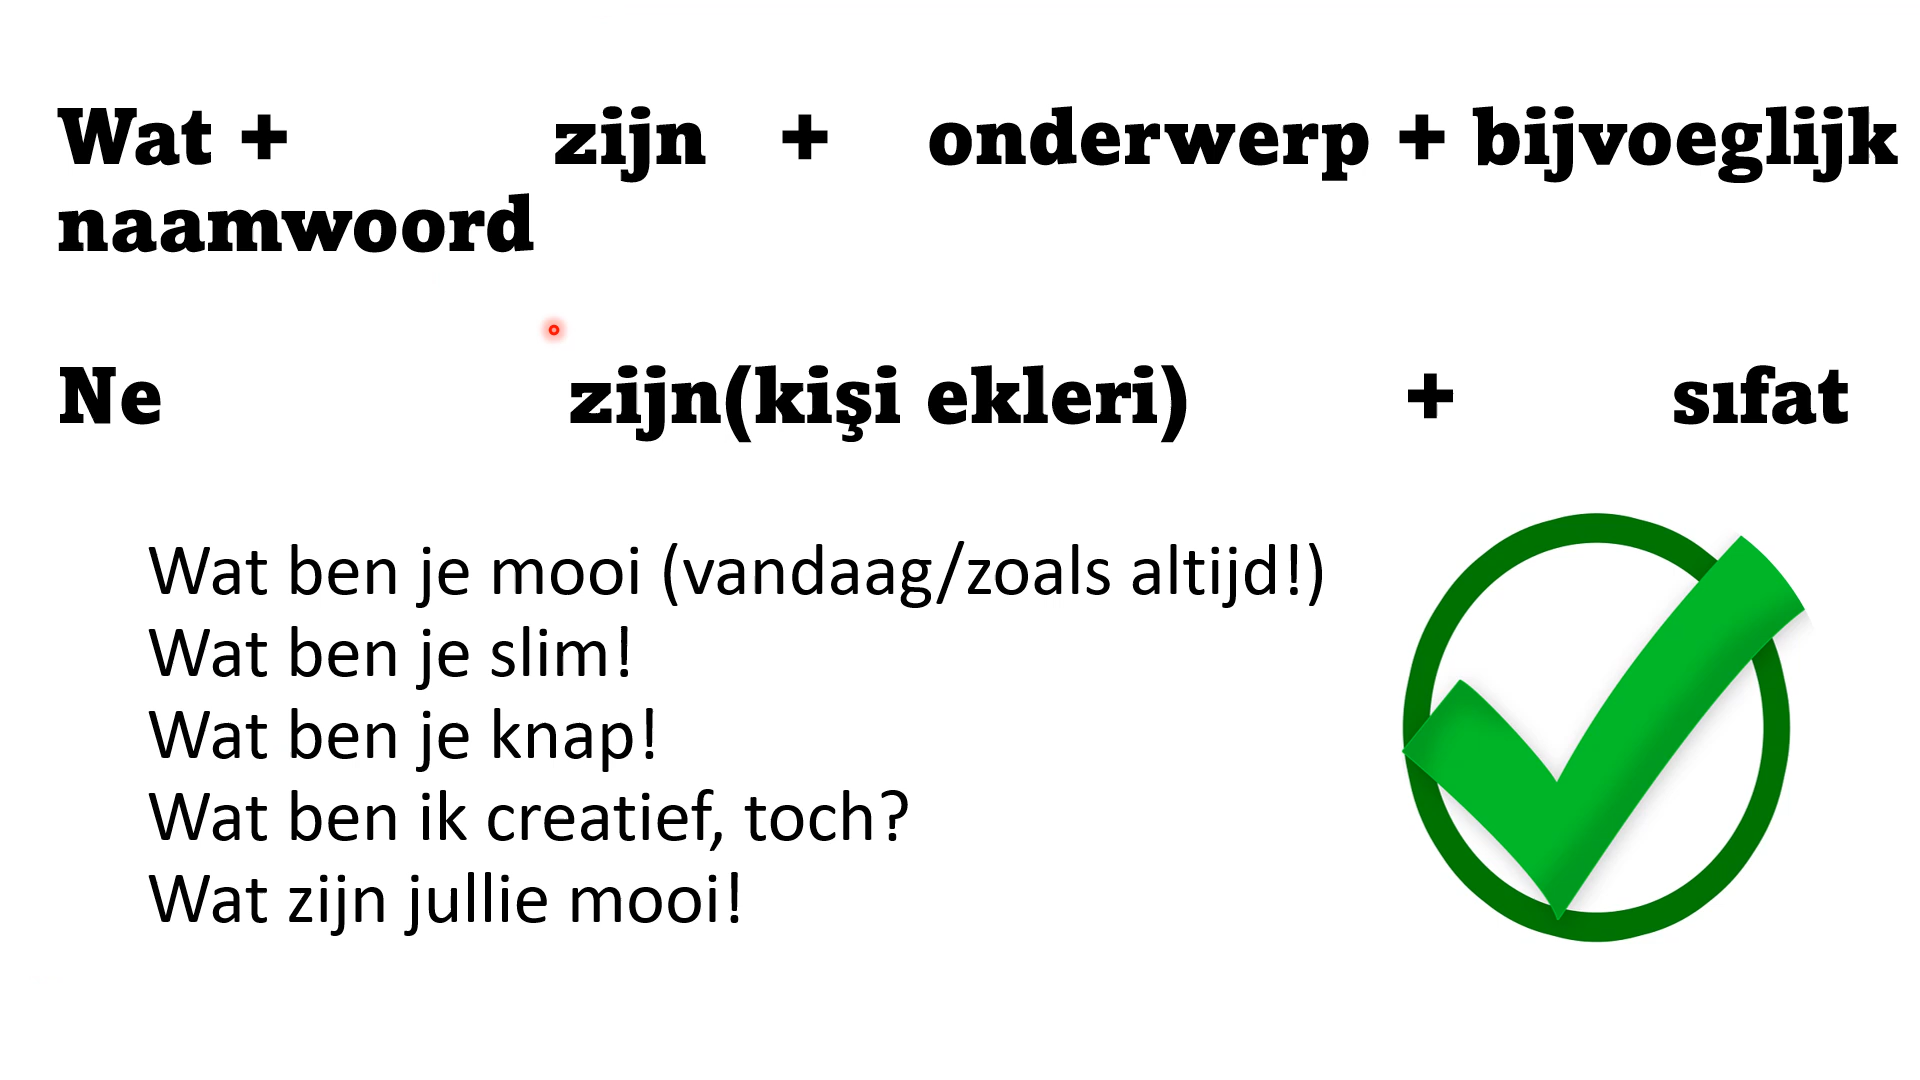 Wat + zijn + onderwerp + bijvoeglijk
naamwoord
Ne zijn(kişi ekleri) + sıfat
Wat ben je mooi (vandaag/zoals altijd!)
Wat ben je slim!
Wat ben je knap!
Wat ben ik creatief, toch?
Wat zijn jullie mooi!